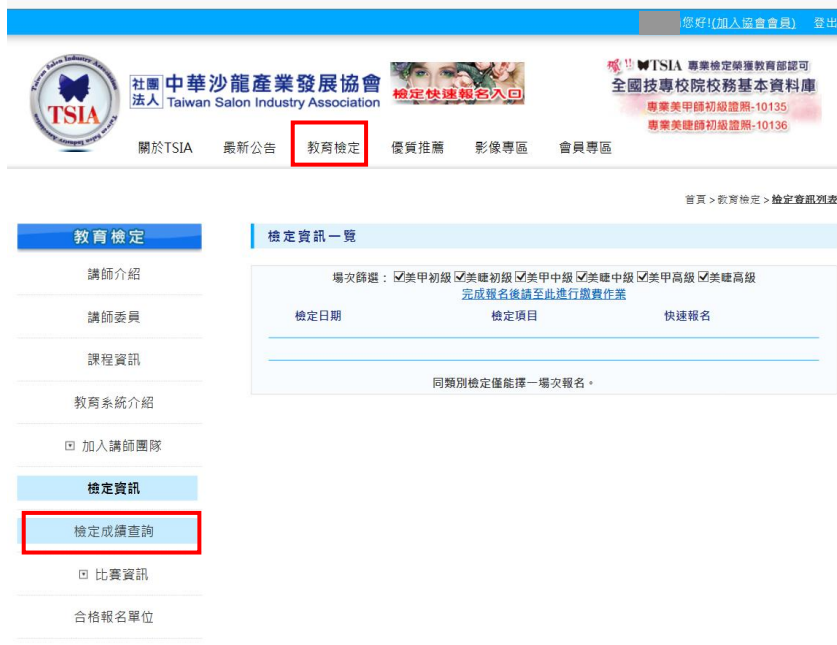 您好!(加入協會會員) 登出
Salon Industry Association
TSIA
社團法人 中華沙龍產業發展協會
Taiwan Salon Industry Association
檢定快速報名入口
賀!! TSIA 專業檢定榮獲教育部認可
全國技專校院校務基本資料庫
專業美甲師初級證照-10135
專業美睫師初級證照-10136
關於TSIA 最新公告 教育檢定 優質推薦 影像專區 會員專區
首頁 > 教育檢定 > 檢定資訊列表
教育檢定
講師介紹
講師委員
課程資訊
教育系統介紹
加入講師團隊
檢定資訊
檢定成績查詢
比賽資訊
合格報名單位
檢定資訊一覽
場次篩選： ☑美甲初級 ☑美睫初級 ☑美甲中級 ☑美睫中級 ☑美甲高級 ☑美睫高級
完成報名後請至此進行繳費作業
檢定日期 檢定項目 快速報名
同類別檢定僅能擇一場次報名。